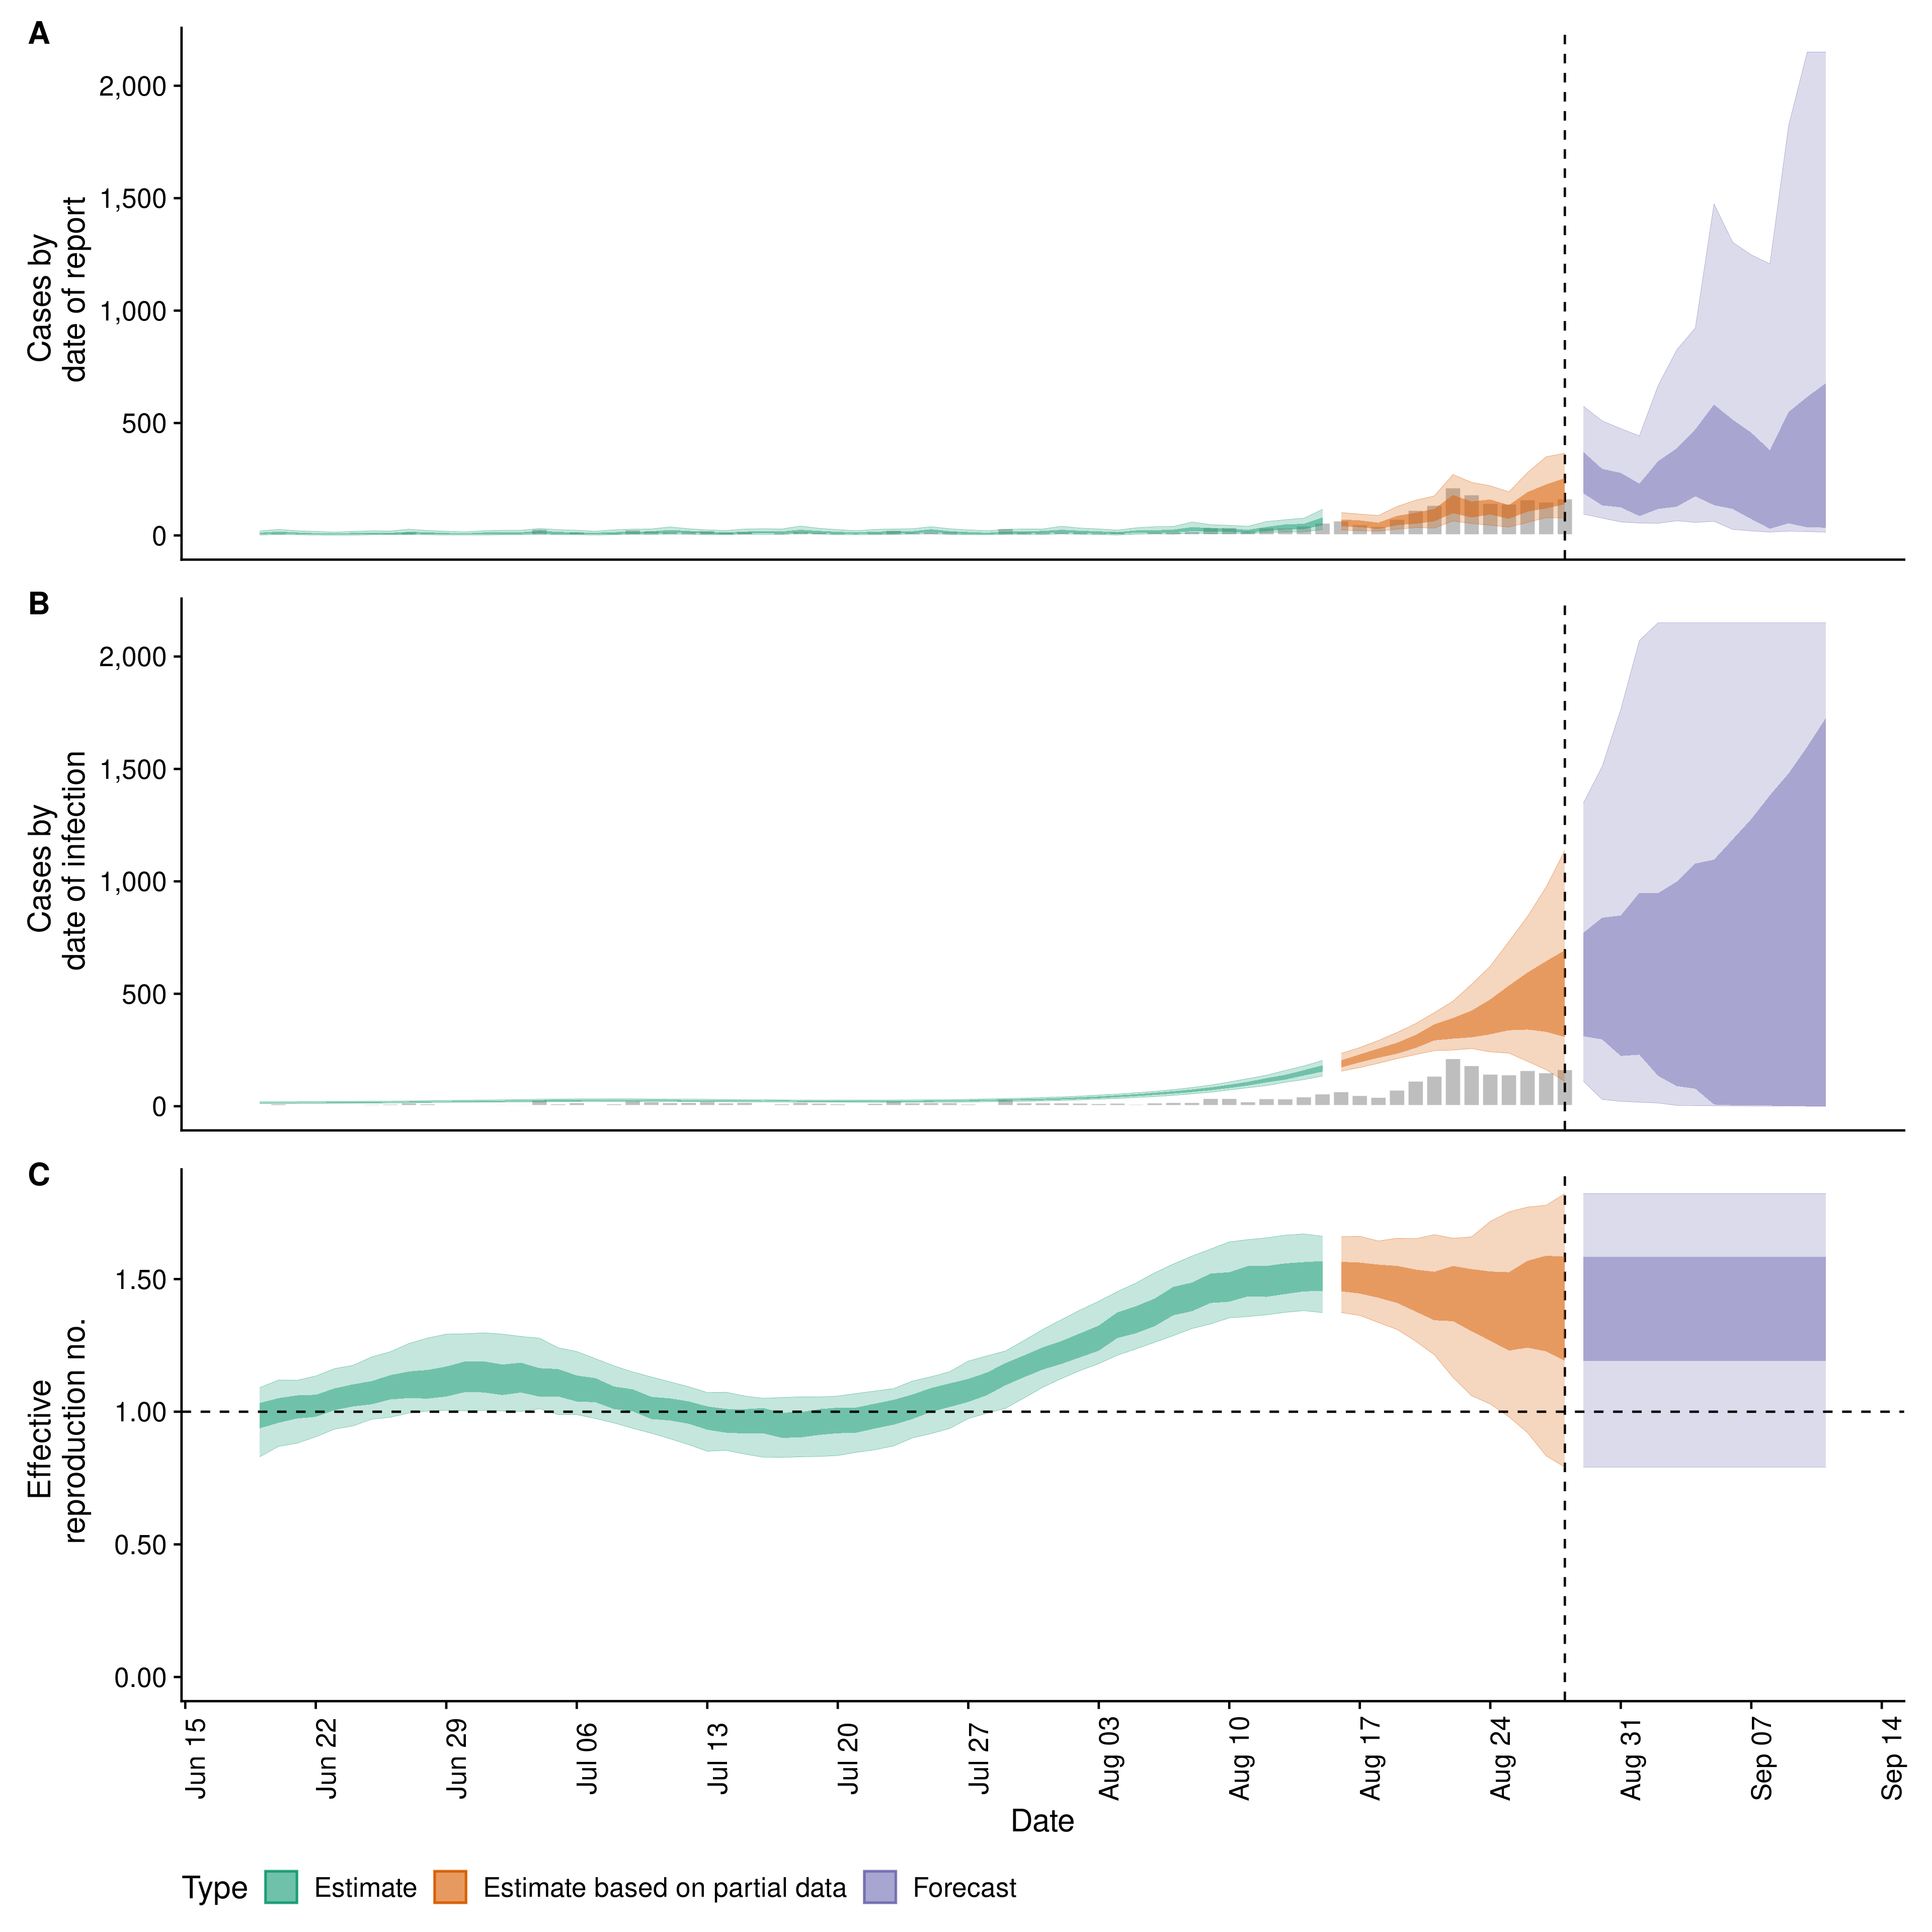 A
Cases by
date of report
2,000
1,500
1,000
500
0
B
Cases by
date of infection
2,000
1,500
1,000
500
0
C
Effective
reproduction no.
1.50
1.00
0.50
0.00
Jun 15
Jun 22
Jun 29
Jul 06
Jul 13
Jul 20
Jul 27
Aug 03
Aug 10
Aug 17
Aug 24
Aug 31
Sep 07
Sep 14
Date
Type
Estimate
Estimate based on partial data
Forecast